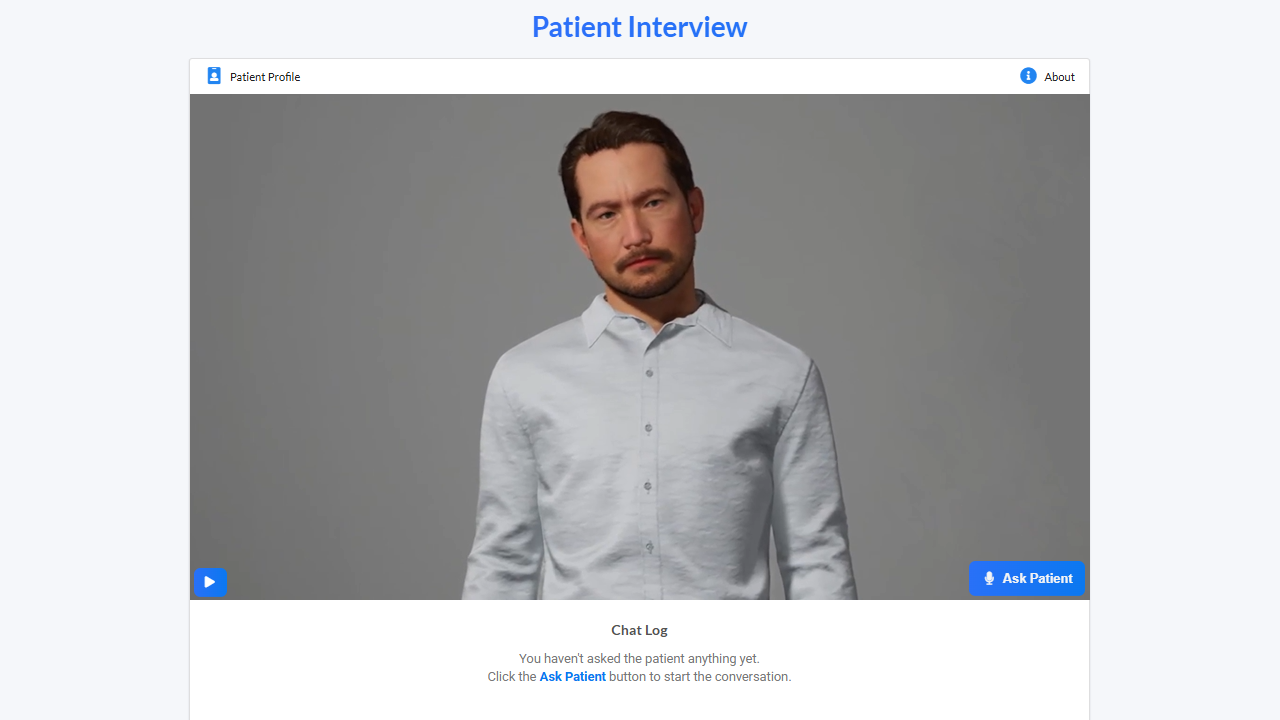 Patient Interview
Patient Profile
About
Ask Patient
Chat Log
You haven't asked the patient anything yet.
Click the Ask Patient button to start the conversation.